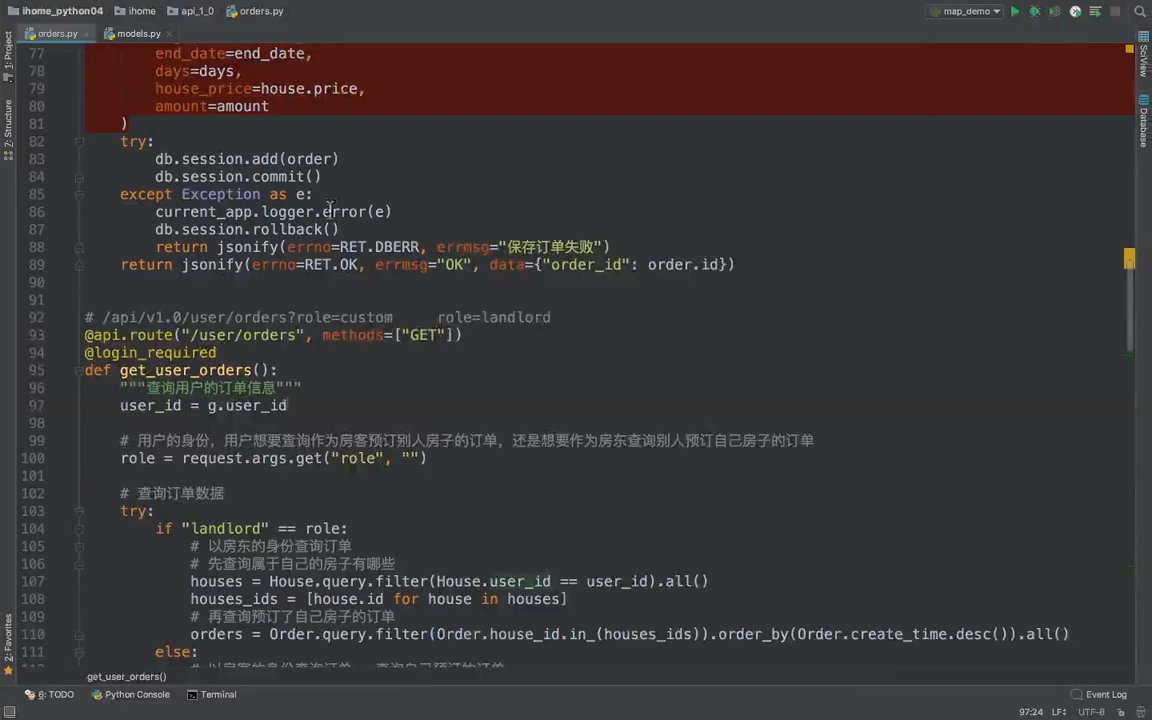 ihome_python04 ihome api_1_0 orders.py map_demo
orders.py models.py
77 end_date=end_date,
78 days=days,
79 house_price=house.price,
80 amount=amount
81 )
82 try:
83 db.session.add(order)
84 db.session.commit()
85 except Exception as e:
86 current_app.logger.error(e)
87 db.session.rollback()
88 return jsonify(errno=RET.DBERR, errmsg="保存订单失败")
89 return jsonify(errno=RET.OK, errmsg="OK", data={"order_id": order.id})
90
91
92 # /api/v1.0/user/orders?role=custom role=landlord
93 @api.route("/user/orders", methods=["GET"])
94 @login_required
95 def get_user_orders():
96 """查询用户的订单信息"""
97 user_id = g.user_id
98
99 # 用户的身份，用户想要查询作为房客预订别人房子的订单，还是想要作为房东查询别人预订自己房子的订单
100 role = request.args.get("role", "")
101
102 # 查询订单数据
103 try:
104 if "landlord" == role:
105 # 以房东的身份查询订单
106 # 先查询属于自己的房子有哪些
107 houses = House.query.filter(House.user_id == user_id).all()
108 houses_ids = [house.id for house in houses]
109 # 再查询预订了自己房子的订单
110 orders = Order.query.filter(Order.house_id.in_(houses_ids)).order_by(Order.create_time.desc()).all()
111 else:
get_user_orders()
6: TODO Python Console Terminal Event Log
97:24 LF÷ UTF-8
1: Project
7: Structure
2: Favorites
SciView
Database